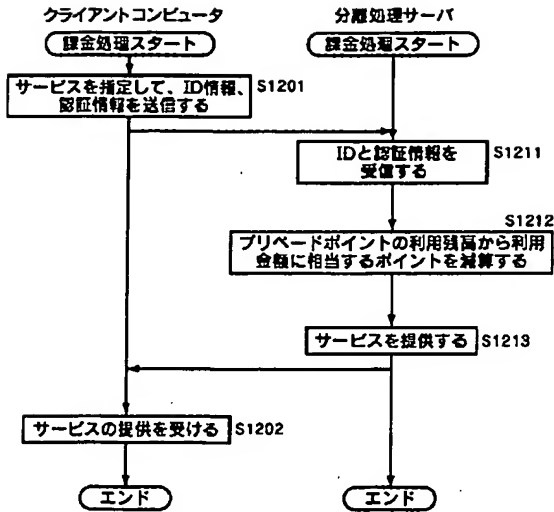 クライアントコンピュータ
分離処理サーバ
課金処理スタート
課金処理スタート
サービスを指定して、ID情報、
認証情報を送信する
S1201
IDと認証情報を
受信する
S1211
S1212
プリペードポイントの利用残高から利用
金額に相当するポイントを減算する
サービスを提供する
S1213
サービスの提供を受ける
S1202
エンド
エンド